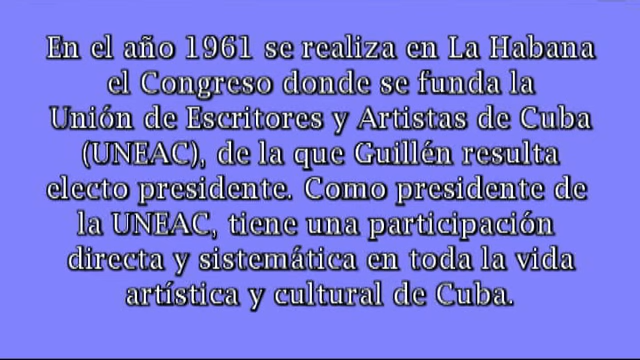 En el año 1961 se realiza en La Habana
el Congreso donde se funda la
Unión de Escritores y Artistas de Cuba
(UNEAC), de la que Guillén resulta
electo presidente. Como presidente de
la UNEAC, tiene una participación
directa y sistemática en toda la vida
artística y cultural de Cuba.